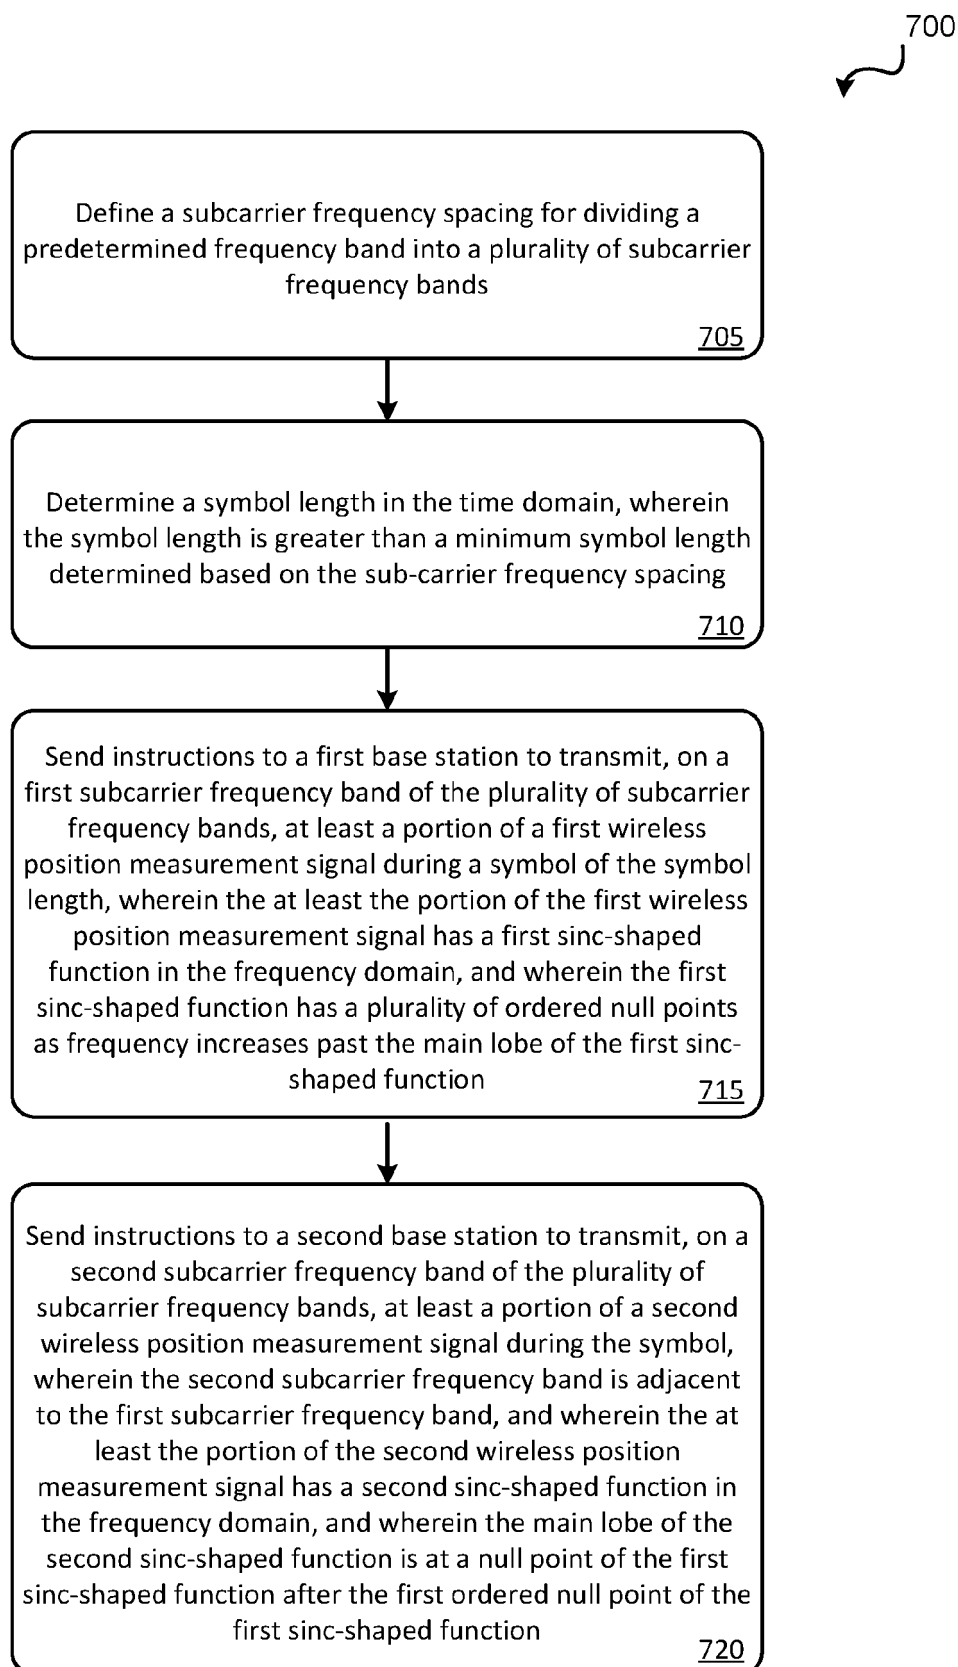 700
Define a subcarrier frequency spacing for dividing a
predetermined frequency band into a plurality of subcarrier
frequency bands
705
Determine a symbol length in the time domain, wherein
the symbol length is greater than a minimum symbol length
determined based on the sub-carrier frequency spacing
710
Send instructions to a first base station to transmit, on a
first subcarrier frequency band of the plurality of subcarrier
frequency bands, at least a portion of a first wireless
position measurement signal during a symbol of the symbol
length, wherein the at least the portion of the first wireless
position measurement signal has a first sinc-shaped
function in the frequency domain, and wherein the first
sinc-shaped function has a plurality of ordered null points
as frequency increases past the main lobe of the first sinc-
shaped function
715
Send instructions to a second base station to transmit, on a
second subcarrier frequency band of the plurality of
subcarrier frequency bands, at least a portion of a second
wireless position measurement signal during the symbol,
wherein the second subcarrier frequency band is adjacent
to the first subcarrier frequency band, and wherein the at
least the portion of the second wireless position
measurement signal has a second sinc-shaped function in
the frequency domain, and wherein the main lobe of the
second sinc-shaped function is at a null point of the first
sinc-shaped function after the first ordered null point of the
first sinc-shaped function
720